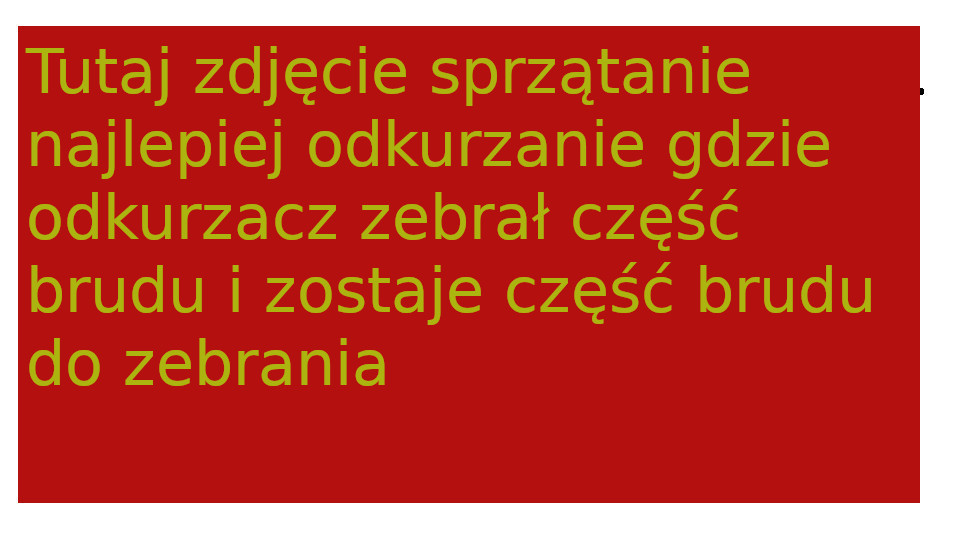 Tutaj zdjęcie sprzątanie
najlepiej odkurzanie gdzie
odkurzacz zebrał część
brudu i zostaje część brudu
do zebrania